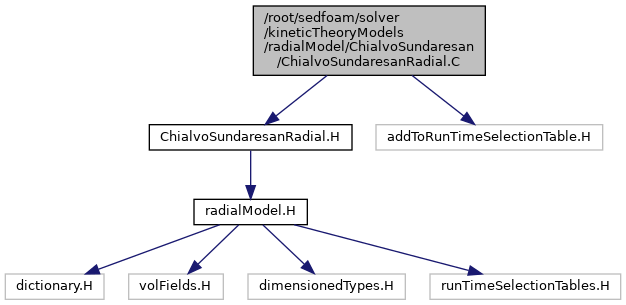 /root/sedfoam/solver
/kineticTheoryModels
/radialModel/ChialvoSundaresan
/ChialvoSundaresanRadial.C
ChialvoSundaresanRadial.H
addToRunTimeSelectionTable.H
radialModel.H
dictionary.H
volFields.H
dimensionedTypes.H
runTimeSelectionTables.H